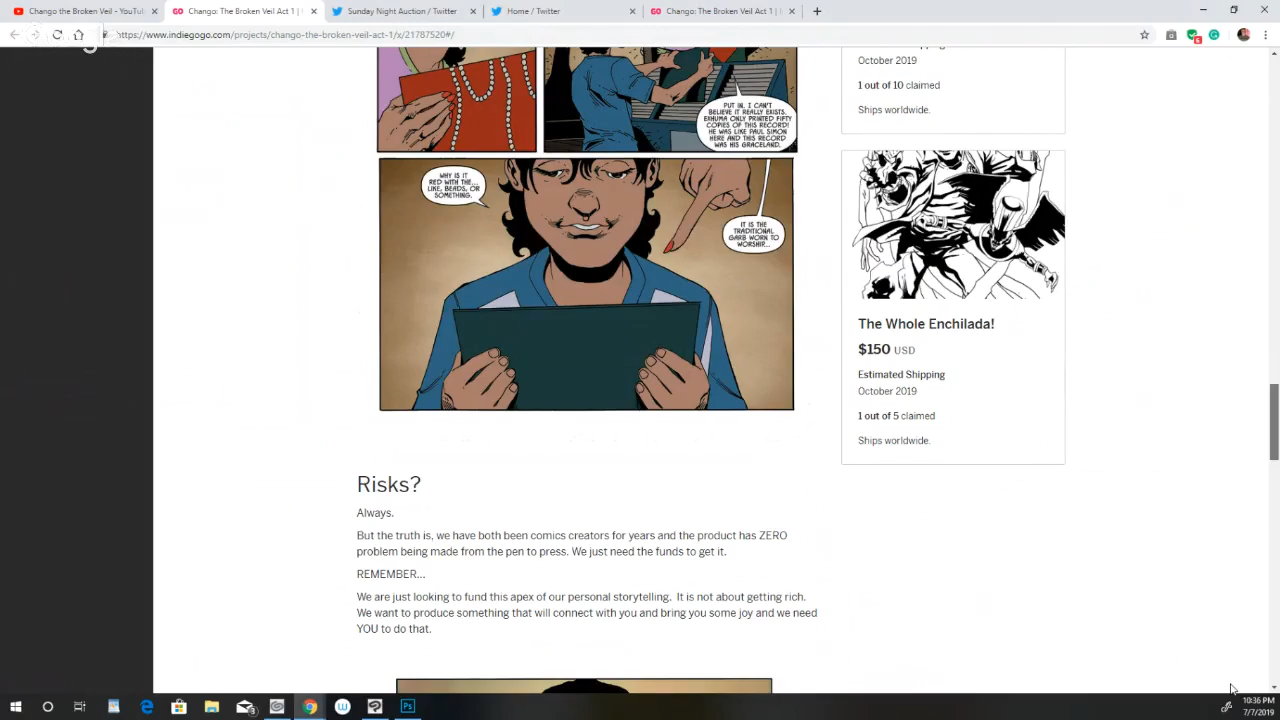 Change the Broken Veil - YouTu
Chango: The Broken Veil Act 1 |
Sunday Night Auction / Twitter
Home / Twitter
Chango: The Broken Veil Act 1 |
https://www.indiegogo.com/projects/chango-the-broken-veil-act-1/x/21787520#/
PUT IN. I CAN'T
BELIEVE IT REALLY EXISTS.
EXHUMA ONLY PRINTED FIFTY
COPIES OF THIS RECORD!
HE WAS LIKE PAUL SIMON
HERE AND THIS RECORD
WAS HIS GRACELAND.
WHY IS IT
RED WITH THE...
LIKE, BEADS, OR
SOMETHING.
IT IS THE
TRADITIONAL
GARB WORN TO
WORSHIP...
October 2019
1 out of 10 claimed
Ships worldwide.
The Whole Enchilada!
$150 USD
Estimated Shipping
October 2019
1 out of 5 claimed
Ships worldwide.
Risks?
Always.
But the truth is, we have both been comics creators for years and the product has ZERO
problem being made from the pen to press. We just need the funds to get it.
REMEMBER...
We are just looking to fund this apex of our personal storytelling. It is not about getting rich.
We want to produce something that will connect with you and bring you some joy and we need
YOU to do that.
10:36 PM
7/7/2019